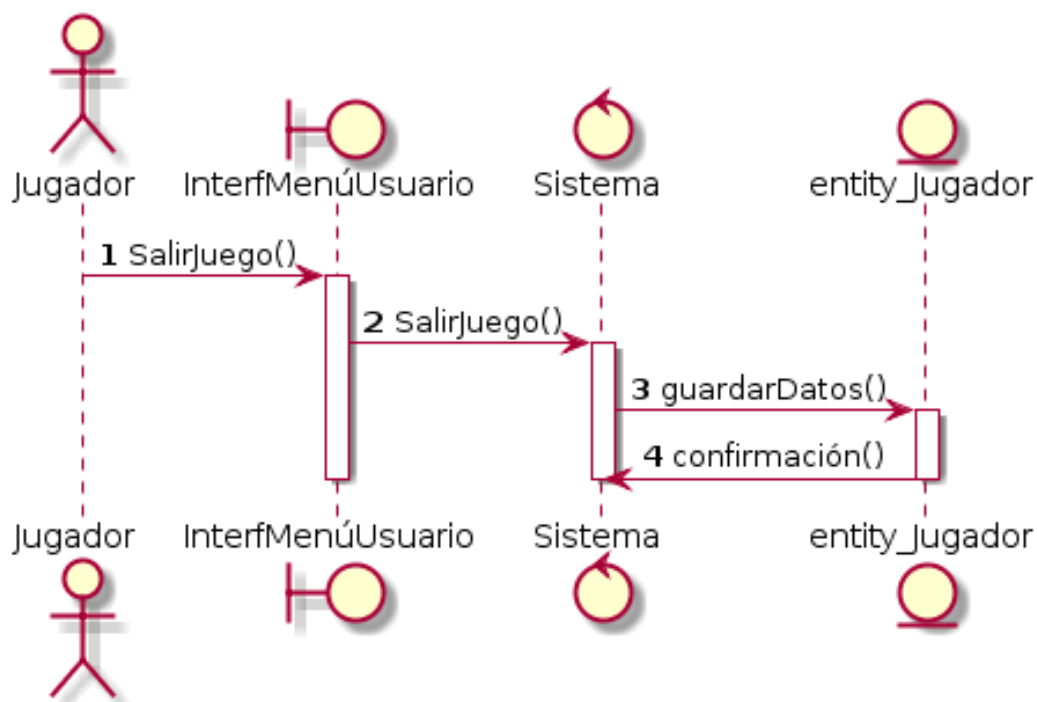 Jugador InterfMenúUsuario Sistema entity_Jugador
1 SalirJuego()
2 SalirJuego()
3 guardarDatos()
4 confirmación()
Jugador InterfMenúUsuario Sistema entity_Jugador